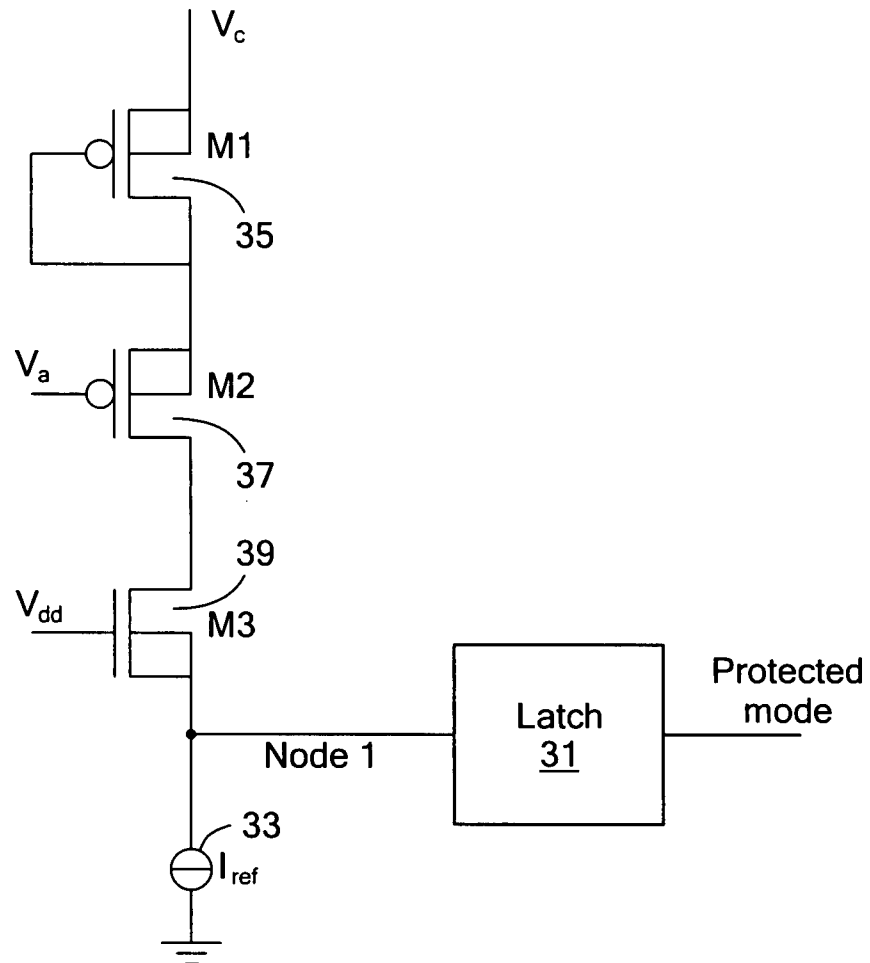 Vc
M1
35
Va
M2
37
39
Vdd
M3
Protected
mode
Latch
31
Node 1
33
Iref